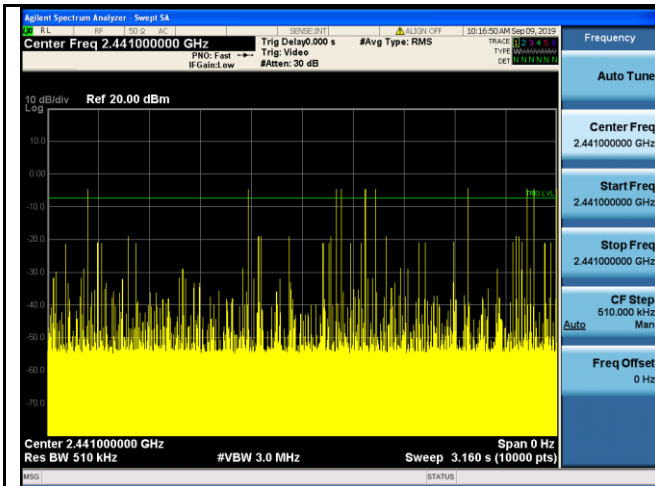 Agilent Spectrum Analyzer - Swept SA
RL RF 50 Ω AC SENSE:INT ALIGN OFF 10:16:50 AM Sep 09, 2019
Center Freq 2.441000000 GHz
PNO: Fast
IFGain:Low
Trig Delay0.000 s
Trig: Video
#Atten: 30 dB
#Avg Type: RMS
TRACE 1 2 3 4 5 6
TYPE
DET N N N N N N
10 dB/div Ref 20.00 dBm
Log
10.0
0.00
-10.0
-20.0
-30.0
-40.0
-50.0
-60.0
-70.0
TRIG LVL
Center 2.441000000 GHz Span 0 Hz
Res BW 510 kHz #VBW 3.0 MHz Sweep 3.160 s (10000 pts)
MSG STATUS
Frequency
Auto Tune
Center Freq
2.441000000 GHz
Start Freq
2.441000000 GHz
Stop Freq
2.441000000 GHz
CF Step
510.000 kHz
Auto Man
Freq Offset
0 Hz